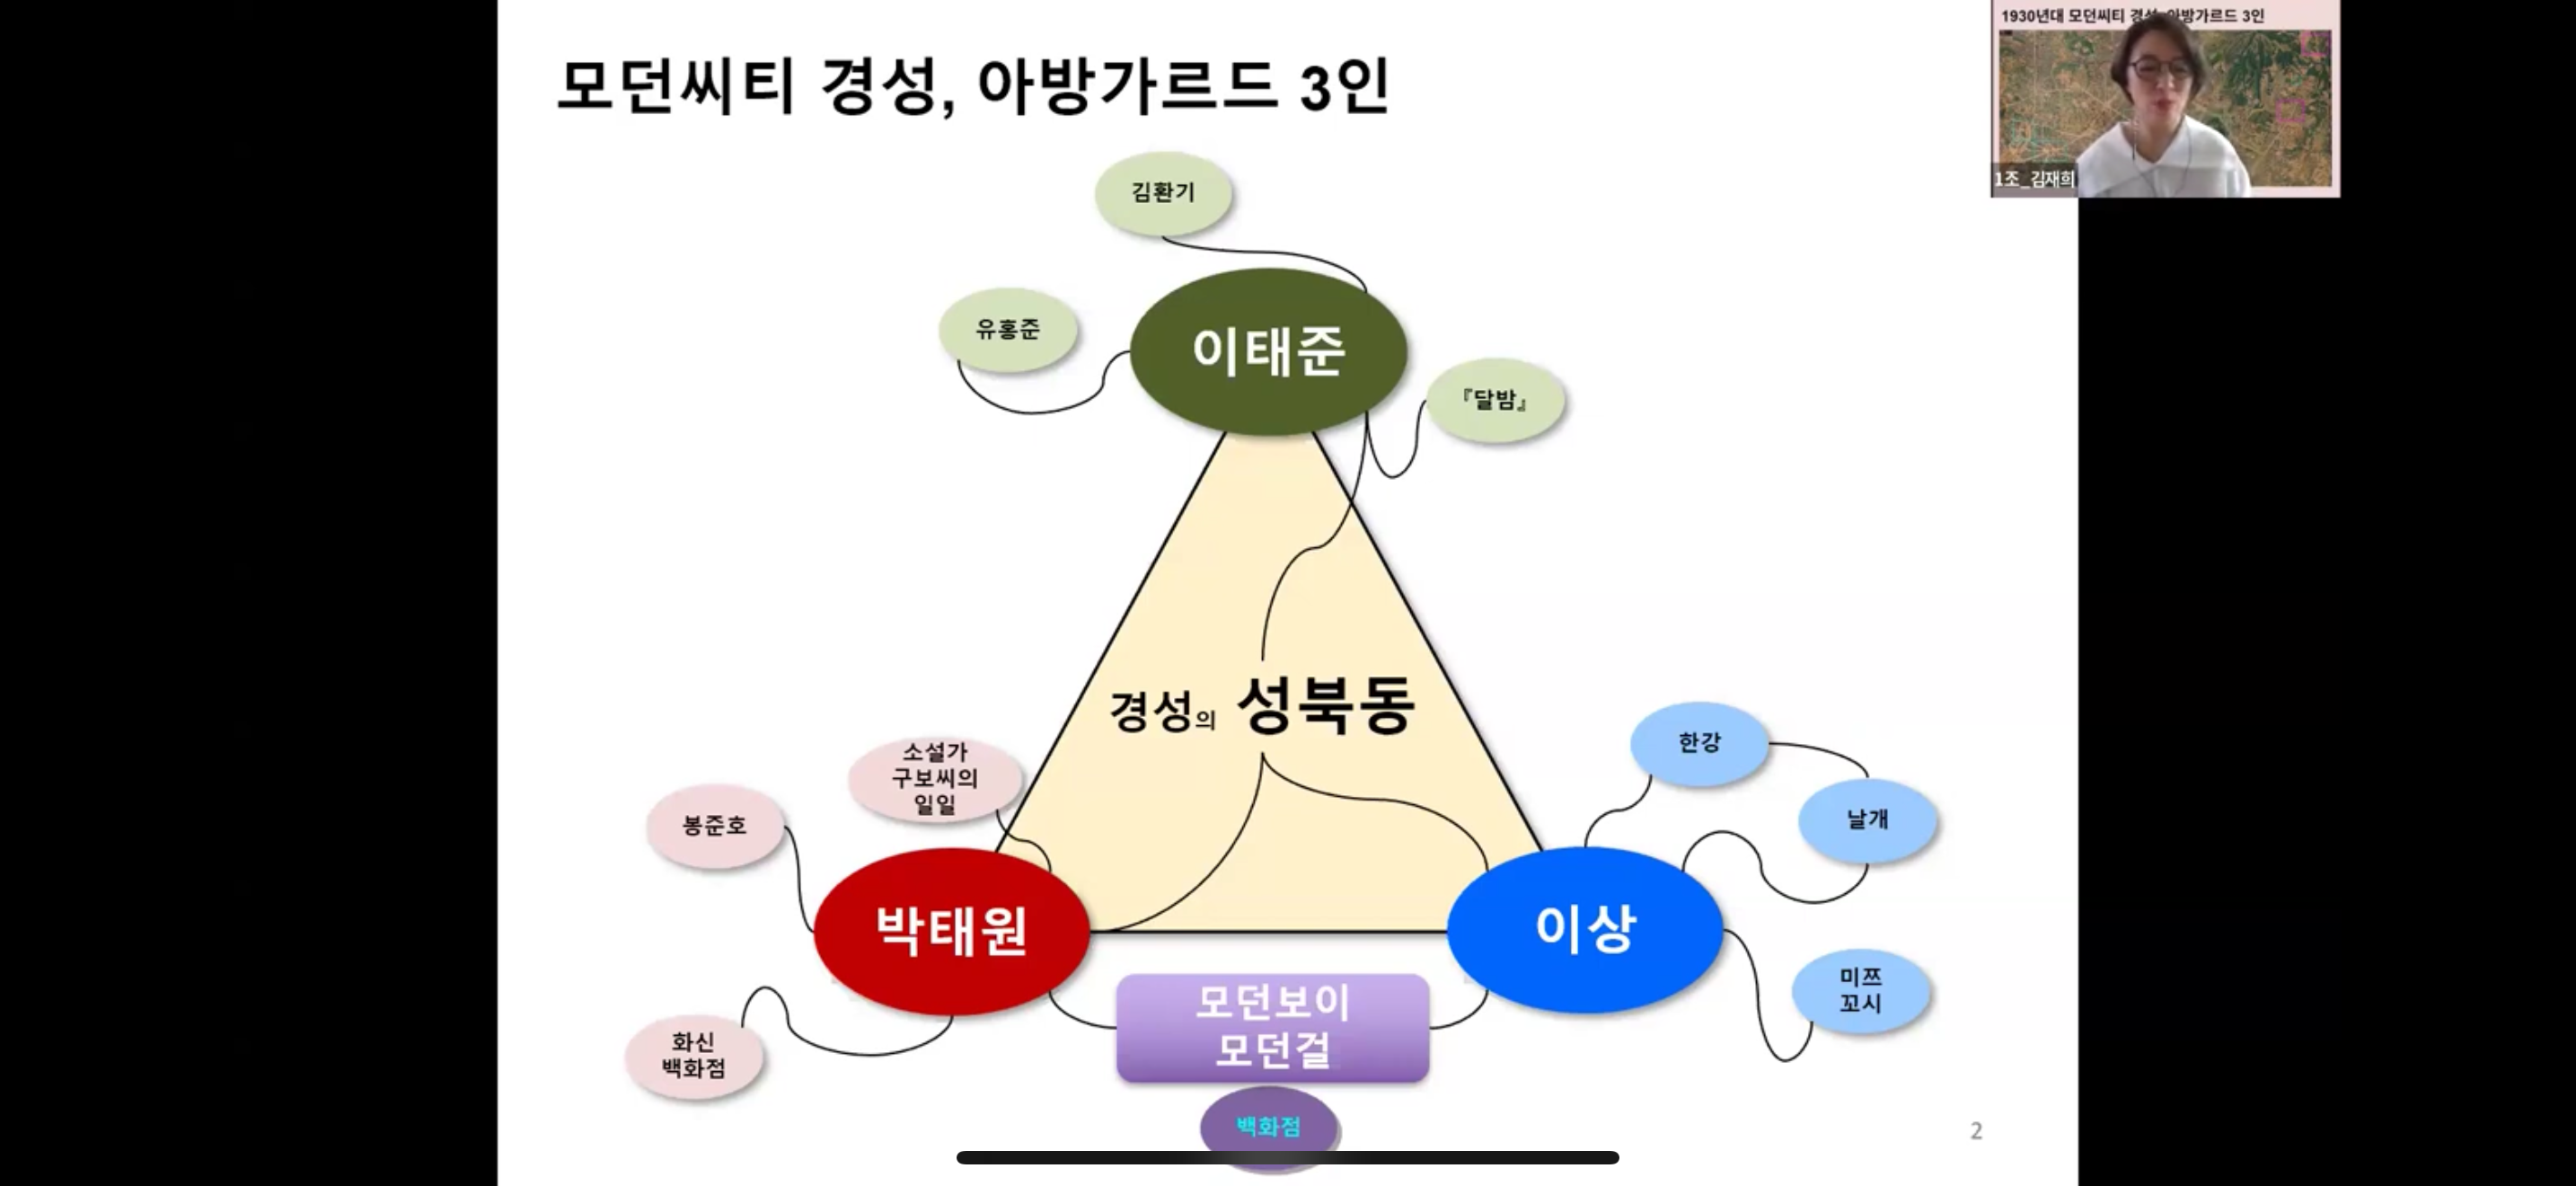 모던씨티 경성, 아방가르드 3인
1930년대 모던씨티 경성, 아방가르드 3인
1조_김재희
김환기
유홍준
이태준
『달밤』
경성의 성북동
소설가
구보씨의
일일
봉준호
박태원
화신
백화점
한강
날개
이상
미쯔
꼬시
모던보이
모던걸
백화점
2